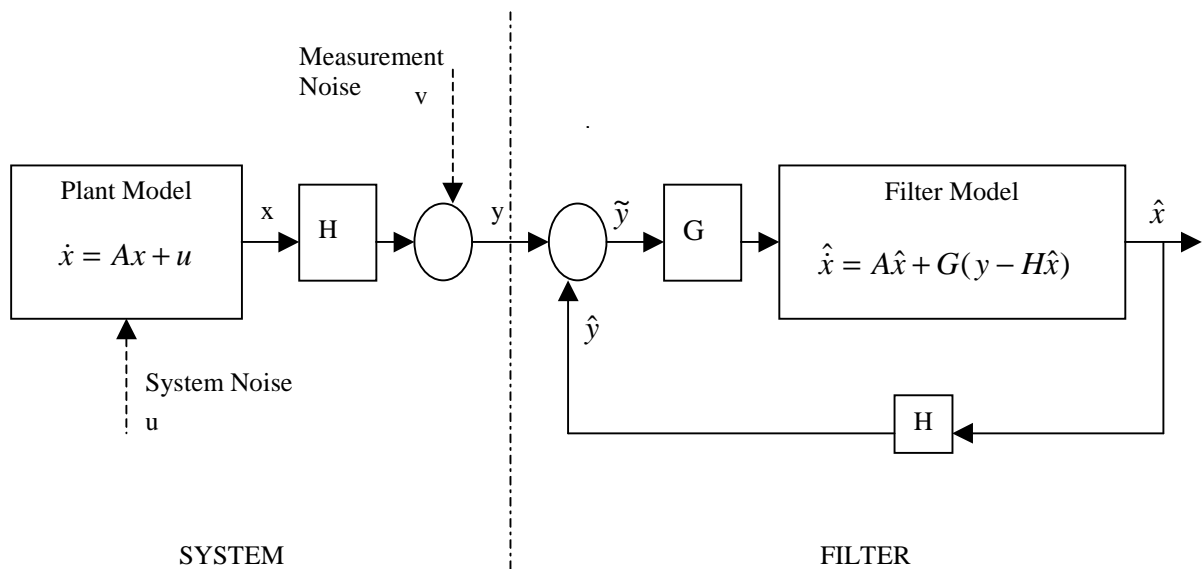 Measurement
Noise
v
Plant Model
ẋ = Ax + u
x
H
y
ỹ
G
Filter Model
x̂̇ = Ax̂ + G(y − Hx̂)
x̂
ŷ
System Noise
u
H
SYSTEM
FILTER